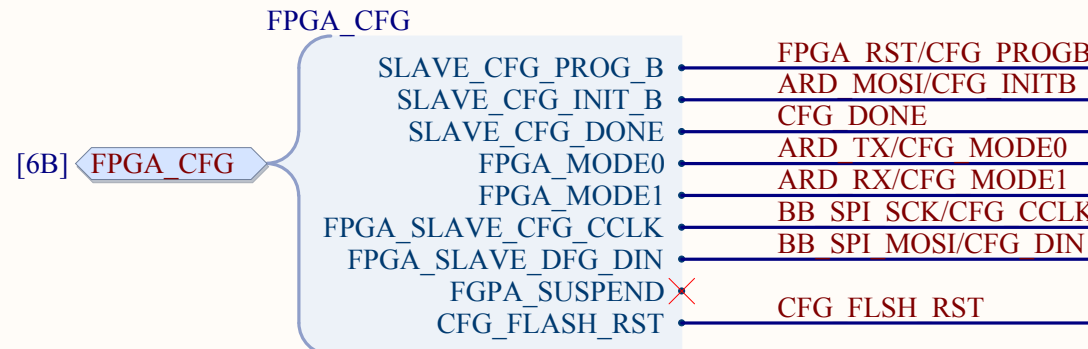 FPGA_CFG
SLAVE_CFG_PROG_B FPGA_RST/CFG_PROGB
SLAVE_CFG_INIT_B ARD_MOSI/CFG_INITB
SLAVE_CFG_DONE CFG_DONE
FPGA_MODE0 ARD_TX/CFG_MODE0
[6B] FPGA_CFG
FPGA_MODE1 ARD_RX/CFG_MODE1
FPGA_SLAVE_CFG_CCLK BB_SPI_SCK/CFG_CCLK
FPGA_SLAVE_DFG_DIN BB_SPI_MOSI/CFG_DIN
FGPA_SUSPEND
CFG_FLASH_RST CFG_FLSH_RST